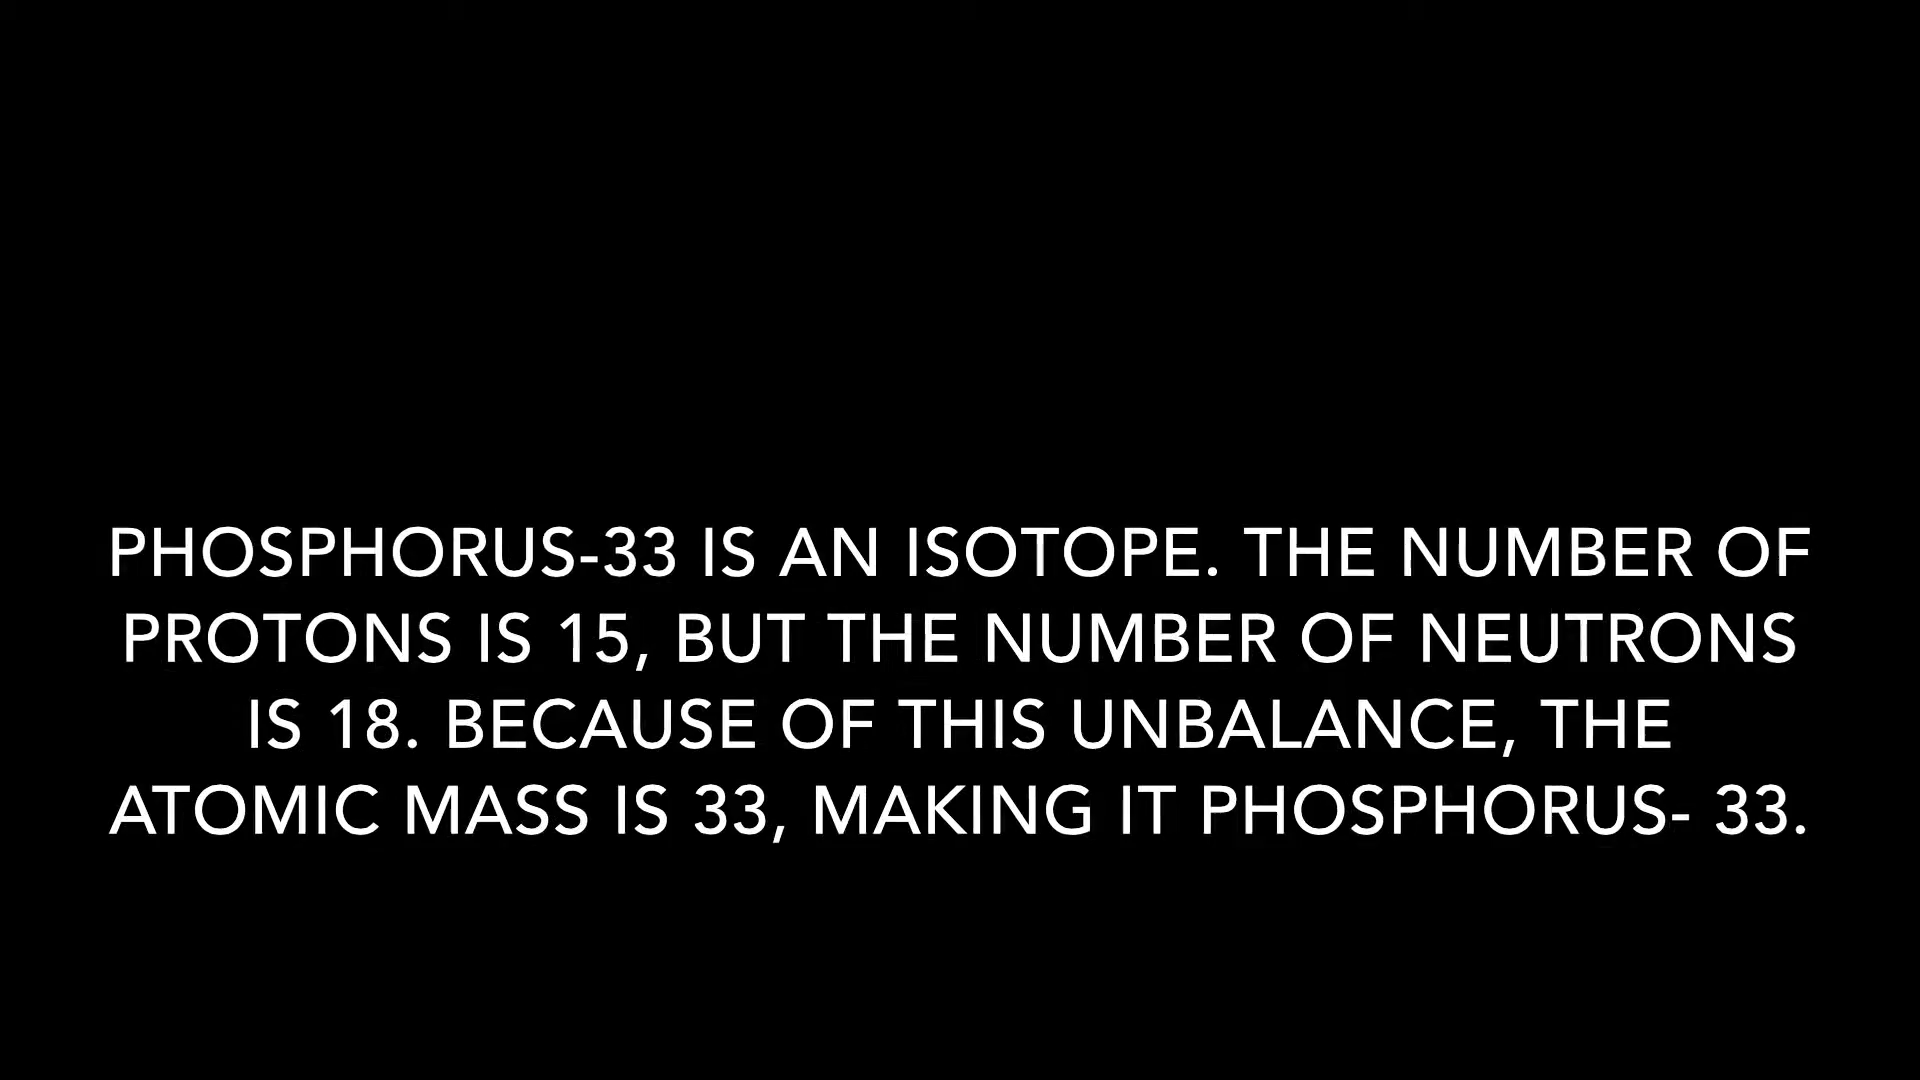 PHOSPHORUS-33 IS AN ISOTOPE. THE NUMBER OF
PROTONS IS 15, BUT THE NUMBER OF NEUTRONS
IS 18. BECAUSE OF THIS UNBALANCE, THE
ATOMIC MASS IS 33, MAKING IT PHOSPHORUS- 33.